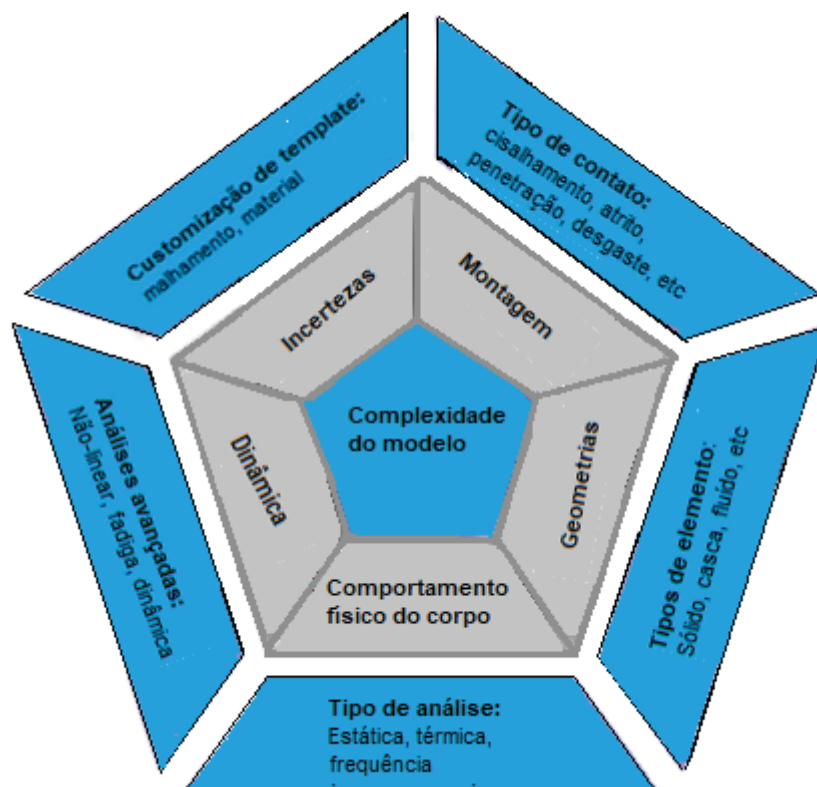 Customização de template:
malhamento, material
Tipo de contato:
cisalhamento, atrito,
penetração, desgaste, etc
Incertezas
Montagem
Complexidade
do modelo
Análises avançadas:
Não-linear, fadiga, dinâmica
Dinâmica
Geometrias
Tipos de elemento:
Sólido, casca, fluído, etc
Comportamento
físico do corpo
Tipo de análise:
Estática, térmica,
frequência